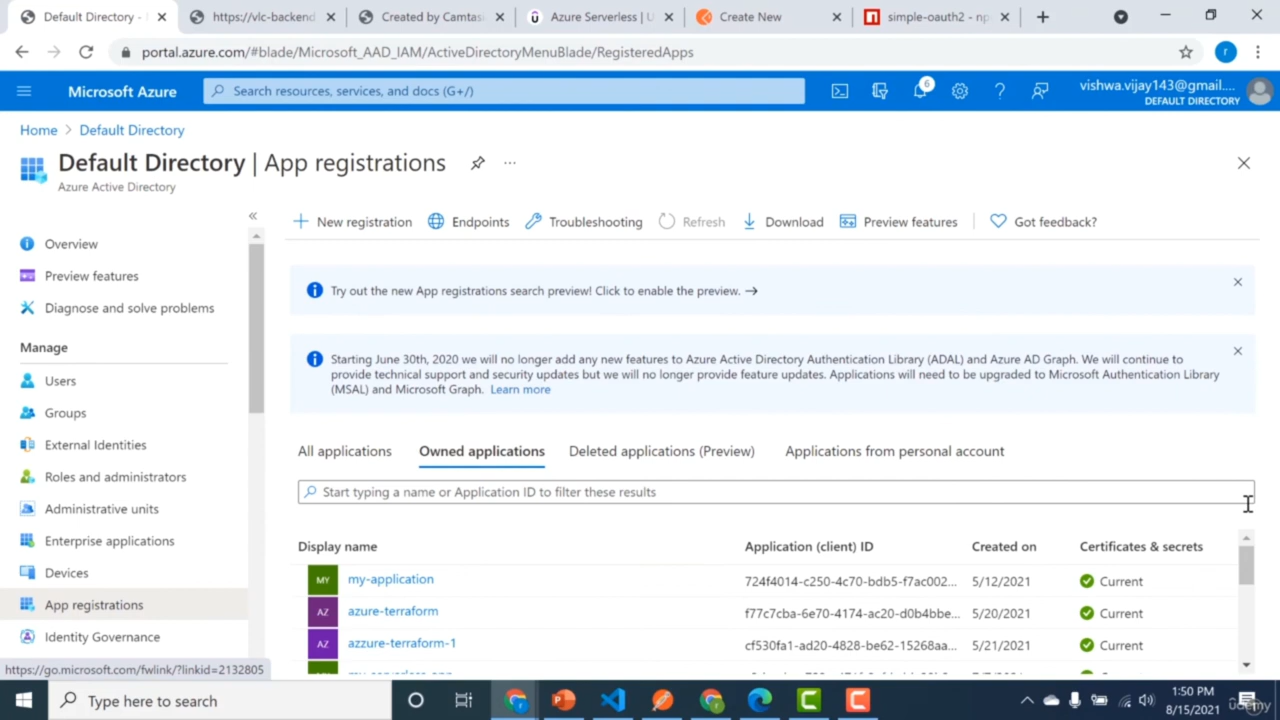 Default Directory -
https://vlc-backend
Created by Camtasi
Azure Serverless | U
Create New
simple-oauth2 - np
portal.azure.com/#blade/Microsoft_AAD_IAM/ActiveDirectoryMenuBlade/RegisteredApps
r
Microsoft Azure
Search resources, services, and docs (G+/)
6
vishwa.vijay143@gmail....
DEFAULT DIRECTORY
Home > Default Directory
Default Directory | App registrations
Azure Active Directory
New registration
Endpoints
Troubleshooting
Refresh
Download
Preview features
Got feedback?
Overview
Preview features
Diagnose and solve problems
Manage
Users
Groups
External Identities
Roles and administrators
Administrative units
Enterprise applications
Devices
App registrations
Identity Governance
Try out the new App registrations search preview! Click to enable the preview. →
Starting June 30th, 2020 we will no longer add any new features to Azure Active Directory Authentication Library (ADAL) and Azure AD Graph. We will continue to
provide technical support and security updates but we will no longer provide feature updates. Applications will need to be upgraded to Microsoft Authentication Library
(MSAL) and Microsoft Graph. Learn more
All applications
Owned applications
Deleted applications (Preview)
Applications from personal account
Start typing a name or Application ID to filter these results
Display name
Application (client) ID
Created on
Certificates & secrets
MY my-application 724f4014-c250-4c70-bdb5-f7ac002... 5/12/2021 Current
AZ azure-terraform f77c7cba-6e70-4174-ac20-d0b4bbe... 5/20/2021 Current
AZ azzure-terraform-1 cf530fa1-ad20-4828-be62-15268aa... 5/21/2021 Current
https://go.microsoft.com/fwlink/?linkid=2132805
Type here to search
1:50 PM
8/15/2021
udemy